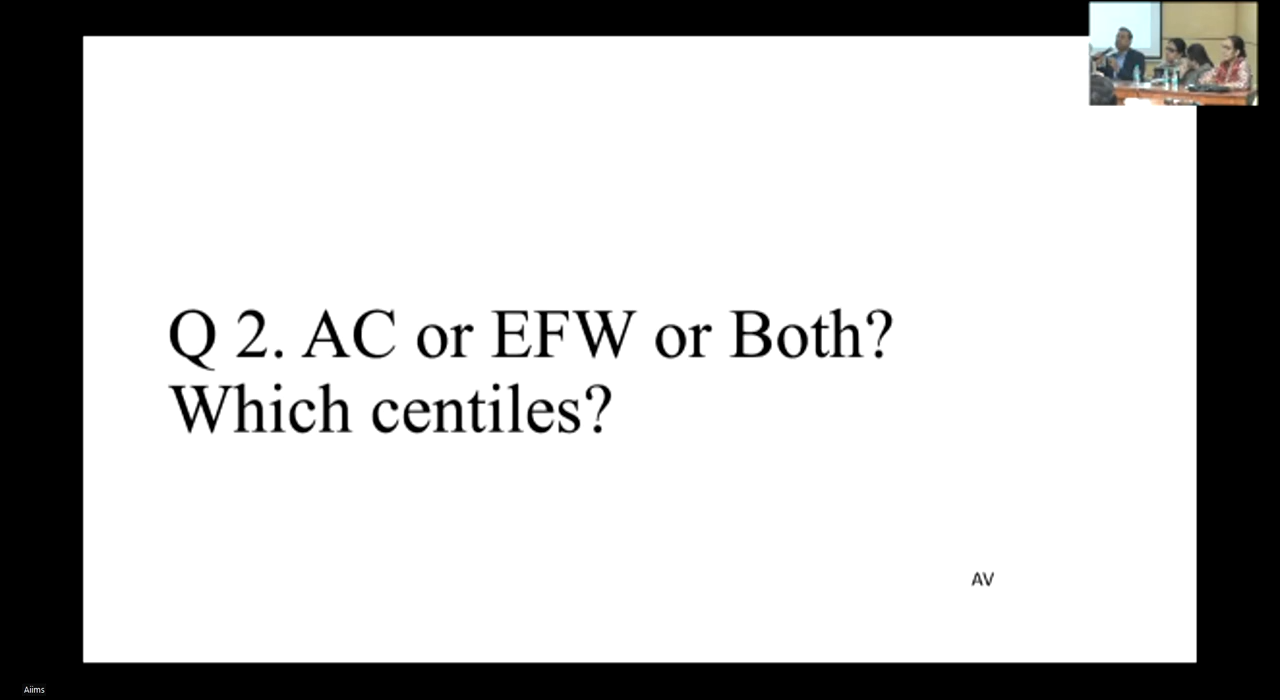 Q 2. AC or EFW or Both?
Which centiles?
AV
Aiims